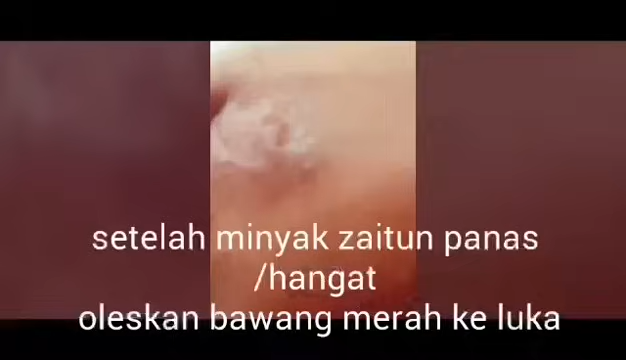 setelah minyak zaitun panas
/hangat
oleskan bawang merah ke luka